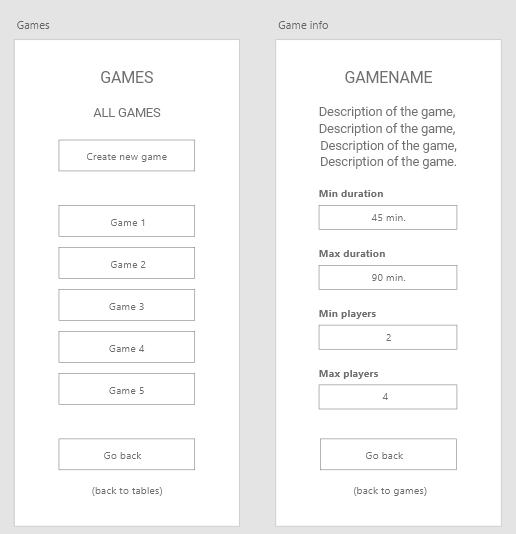 Games
GAMES
ALL GAMES
Create new game
Game 1
Game 2
Game 3
Game 4
Game 5
Go back
(back to tables)
Game info
GAMENAME
Description of the game,
Description of the game,
Description of the game,
Description of the game.
Min duration
45 min.
Max duration
90 min.
Min players
2
Max players
4
Go back
(back to games)